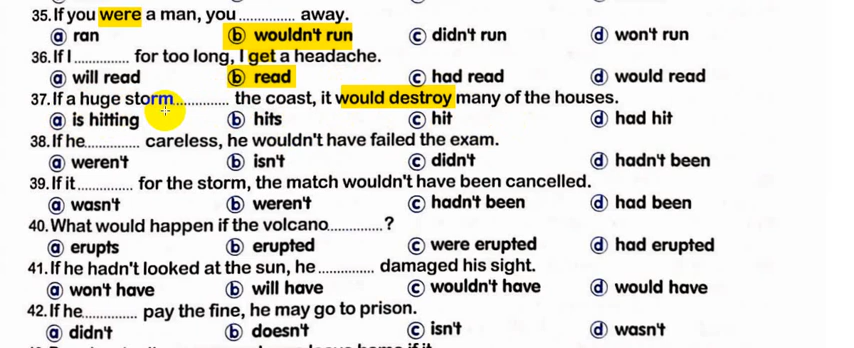 35. If you were a man, you .............. away.
ⓐ ran ⓑ wouldn't run ⓒ didn't run ⓓ won't run
36. If I .............. for too long, I get a headache.
ⓐ will read ⓑ read ⓒ had read ⓓ would read
37. If a huge storm .............. the coast, it would destroy many of the houses.
ⓐ is hitting ⓑ hits ⓒ hit ⓓ had hit
38. If he .............. careless, he wouldn't have failed the exam.
ⓐ weren't ⓑ isn't ⓒ didn't ⓓ hadn't been
39. If it .............. for the storm, the match wouldn't have been cancelled.
ⓐ wasn't ⓑ weren't ⓒ hadn't been ⓓ had been
40. What would happen if the volcano .............. ?
ⓐ erupts ⓑ erupted ⓒ were erupted ⓓ had erupted
41. If he hadn't looked at the sun, he .............. damaged his sight.
ⓐ won't have ⓑ will have ⓒ wouldn't have ⓓ would have
42. If he .............. pay the fine, he may go to prison.
ⓐ didn't ⓑ doesn't ⓒ isn't ⓓ wasn't